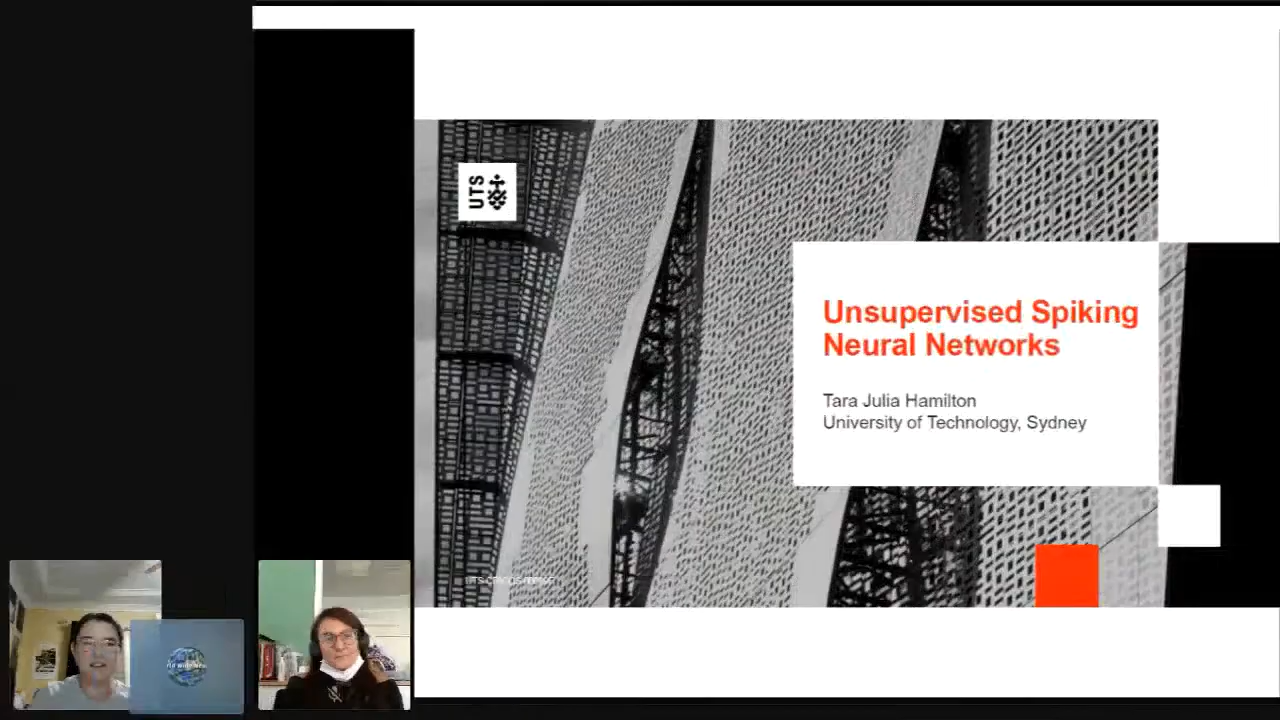 UTS
Unsupervised Spiking
Neural Networks
Tara Julia Hamilton
University of Technology, Sydney